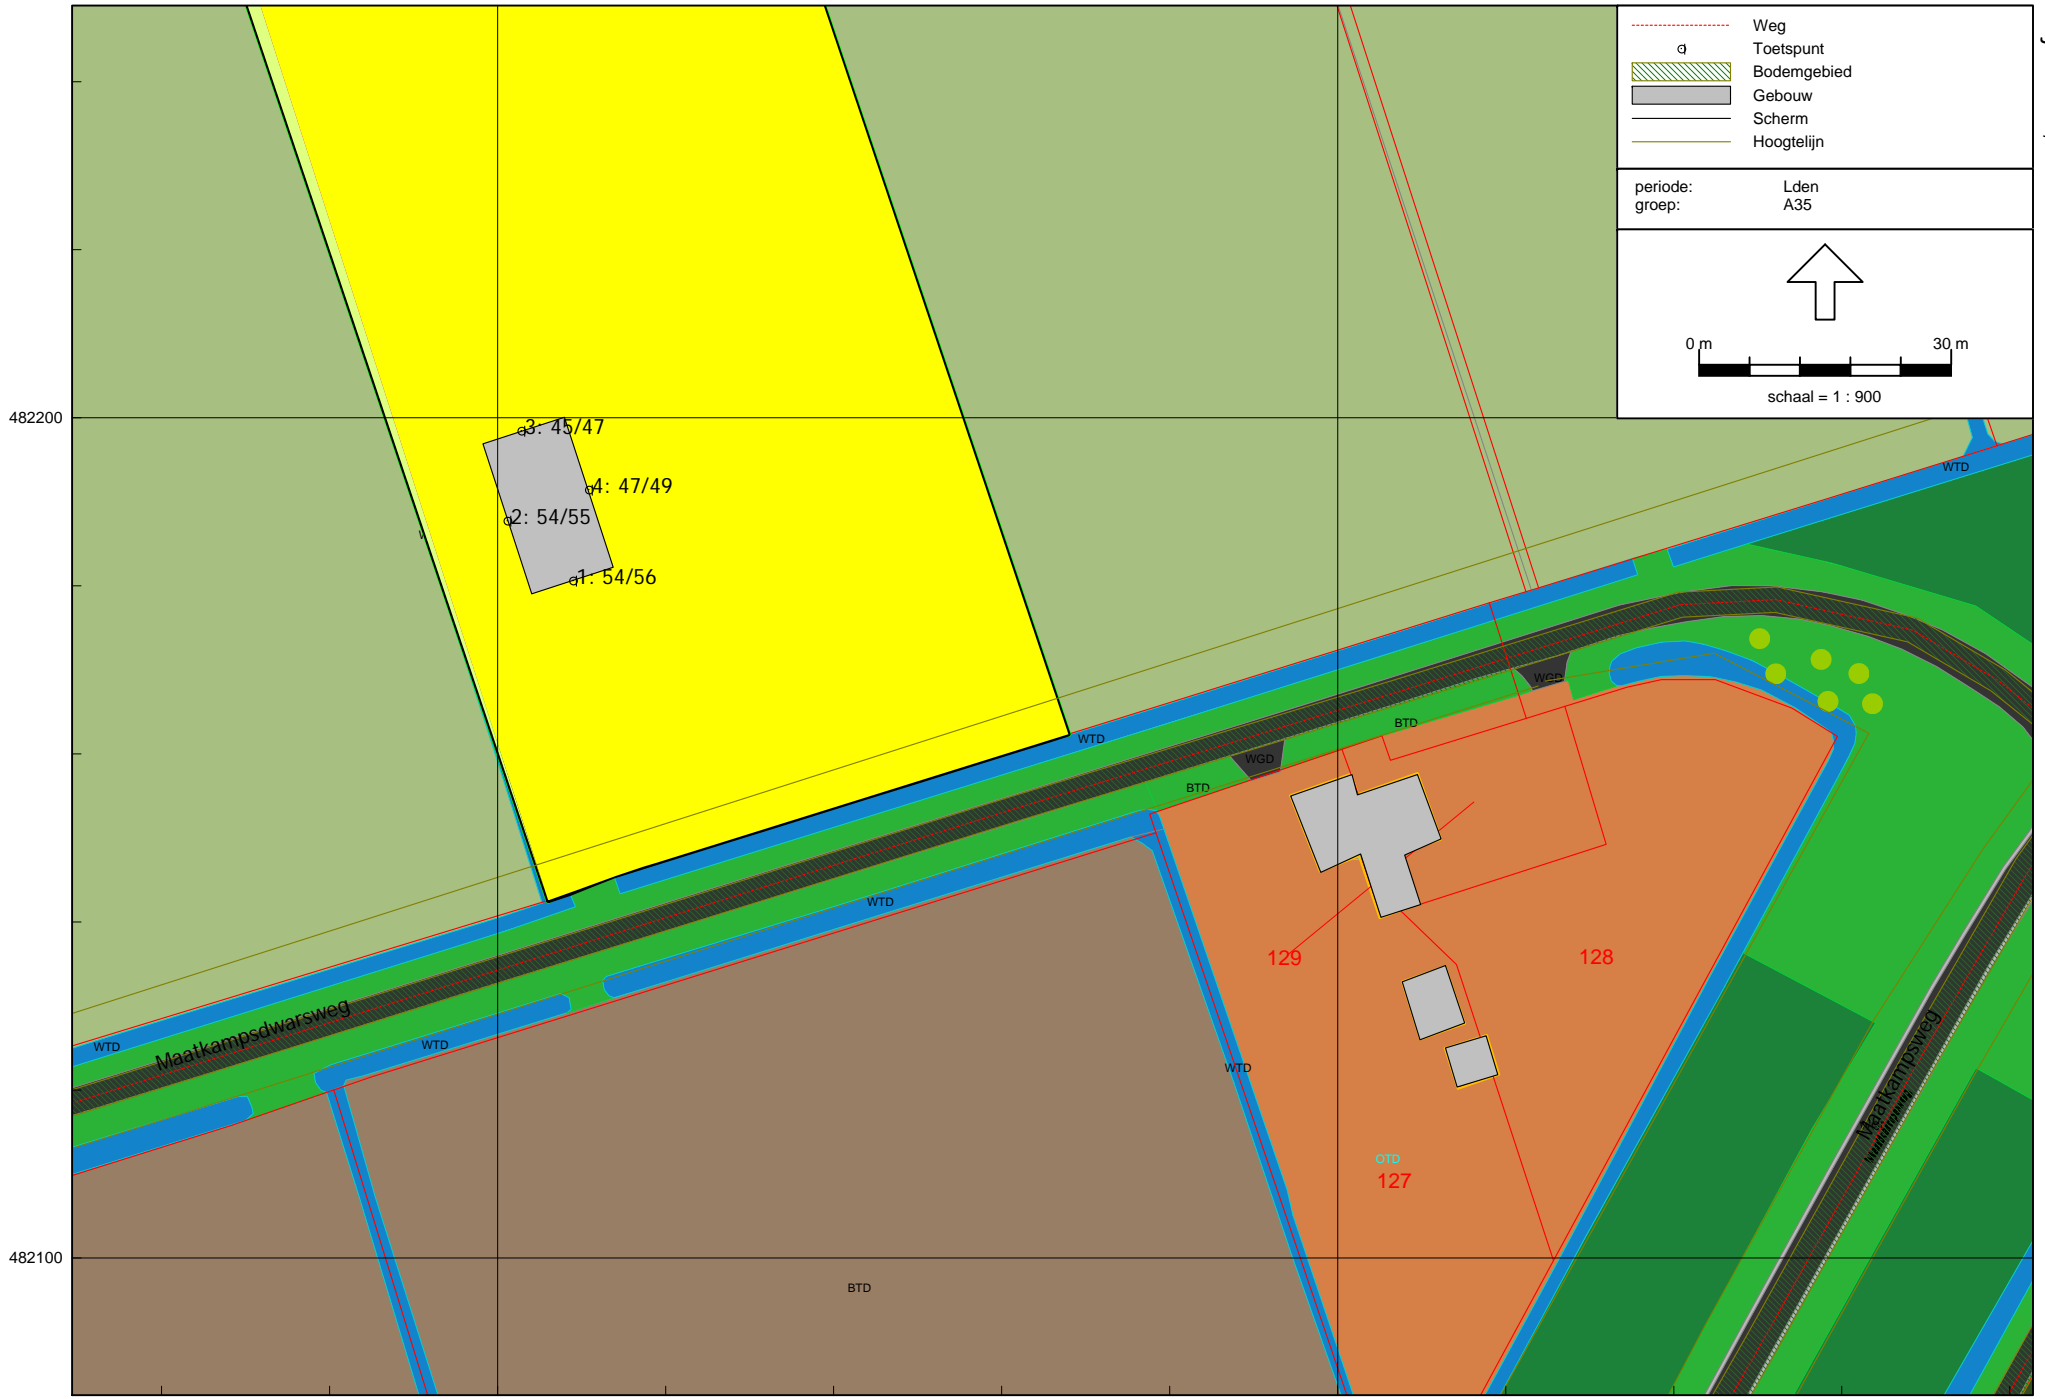 Weg
Toetspunt
Bodemgebied
Gebouw
Scherm
Hoogtelijn
periode: Lden
groep: A35
0 m 30 m
schaal = 1 : 900
482200
3: 45/47
4: 47/49
2: 54/55
1: 54/56
WTD
WGD
BTD
WTD
WGD
BTD
WTD
129
128
Maatkampsdwarsweg
WTD
WTD
WTD
Maatkampsweg
OTD
127
482100
BTD